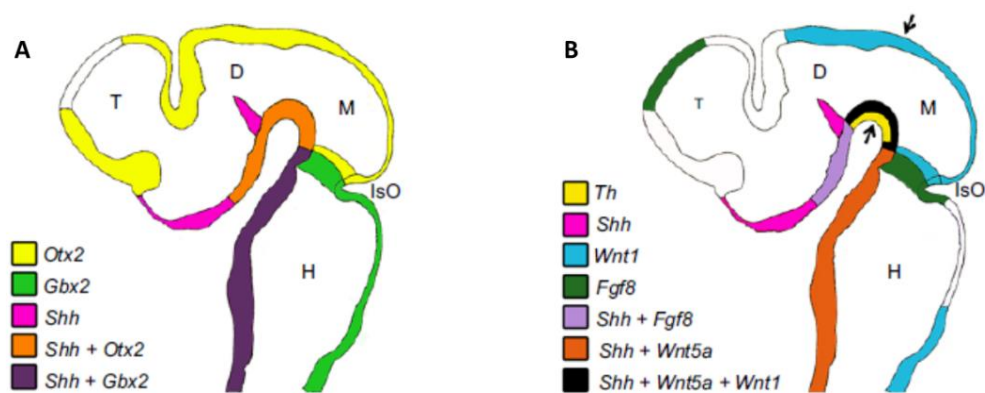 A
D
T
M
IsO
H
Otx2
Gbx2
Shh
Shh + Otx2
Shh + Gbx2
B
D
T
M
IsO
H
Th
Shh
Wnt1
Fgf8
Shh + Fgf8
Shh + Wnt5a
Shh + Wnt5a + Wnt1